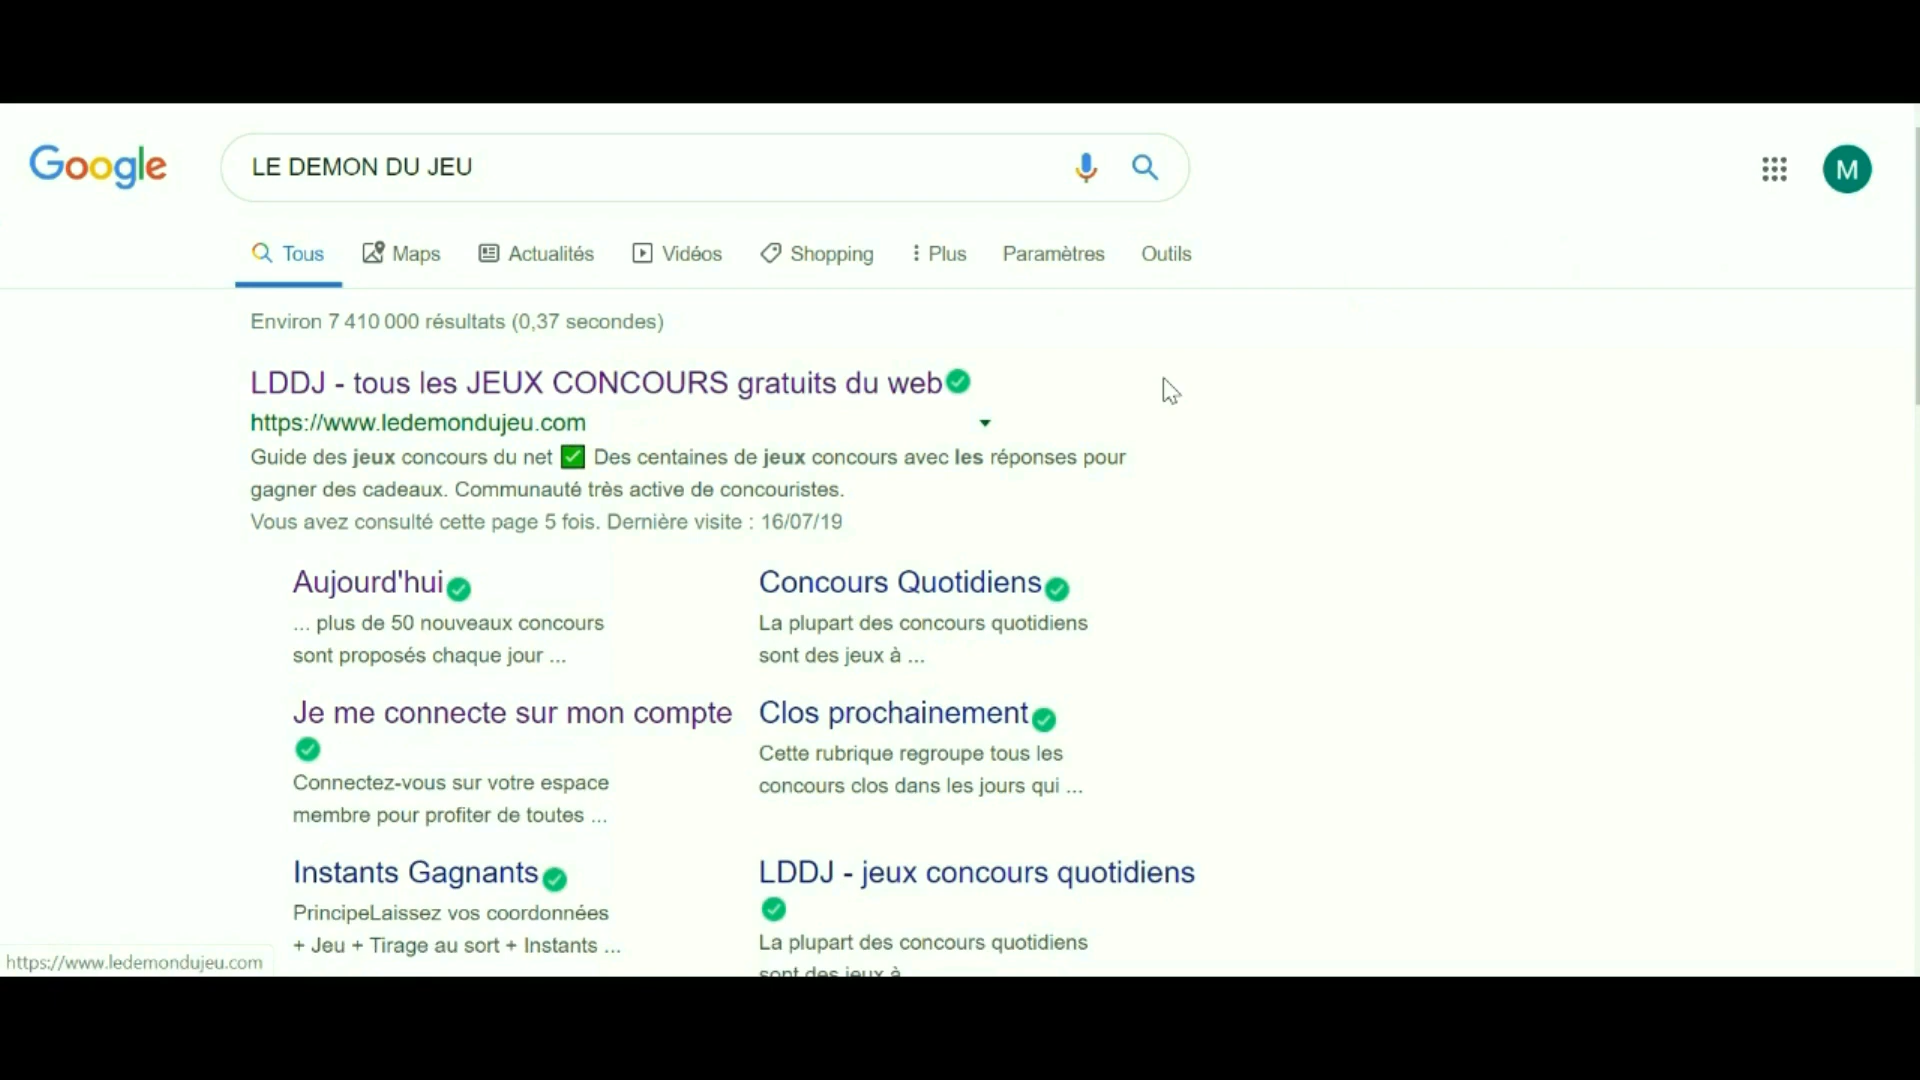 Google
LE DEMON DU JEU
M
Tous
Maps
Actualités
Vidéos
Shopping
Plus
Paramètres
Outils
Environ 7 410 000 résultats (0,37 secondes)
LDDJ - tous les JEUX CONCOURS gratuits du web
https://www.ledemondujeu.com
Guide des jeux concours du net ✅ Des centaines de jeux concours avec les réponses pour
gagner des cadeaux. Communauté très active de concouristes.
Vous avez consulté cette page 5 fois. Dernière visite : 16/07/19
Aujourd'hui
... plus de 50 nouveaux concours
sont proposés chaque jour ...
Concours Quotidiens
La plupart des concours quotidiens
sont des jeux à ...
Je me connecte sur mon compte
Connectez-vous sur votre espace
membre pour profiter de toutes ...
Clos prochainement
Cette rubrique regroupe tous les
concours clos dans les jours qui ...
Instants Gagnants
PrincipeLaissez vos coordonnées
+ Jeu + Tirage au sort + Instants ...
LDDJ - jeux concours quotidiens
La plupart des concours quotidiens
sont des jeux à
https://www.ledemondujeu.com